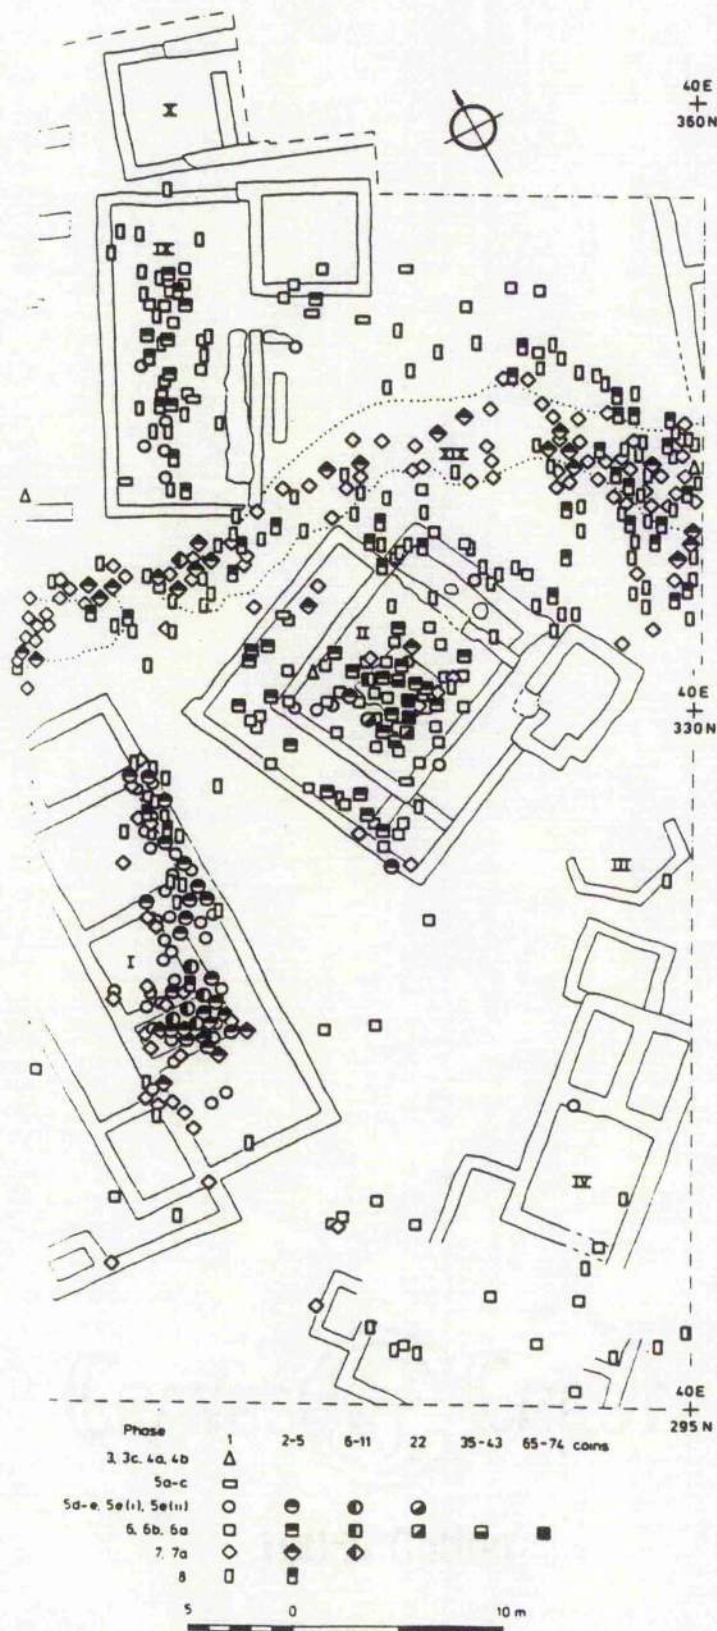 X
40E
360N
IX
XIX
II
40E
330N
III
I
IV
40E
295N
Phase
1 2-5 6-11 22 35-43 65-74 coins
3, 3c, 4a, 4b
5a-c
5d-e, 5e(i), 5e(ii)
6, 6b, 6a
7, 7a
8
5 0 10 m